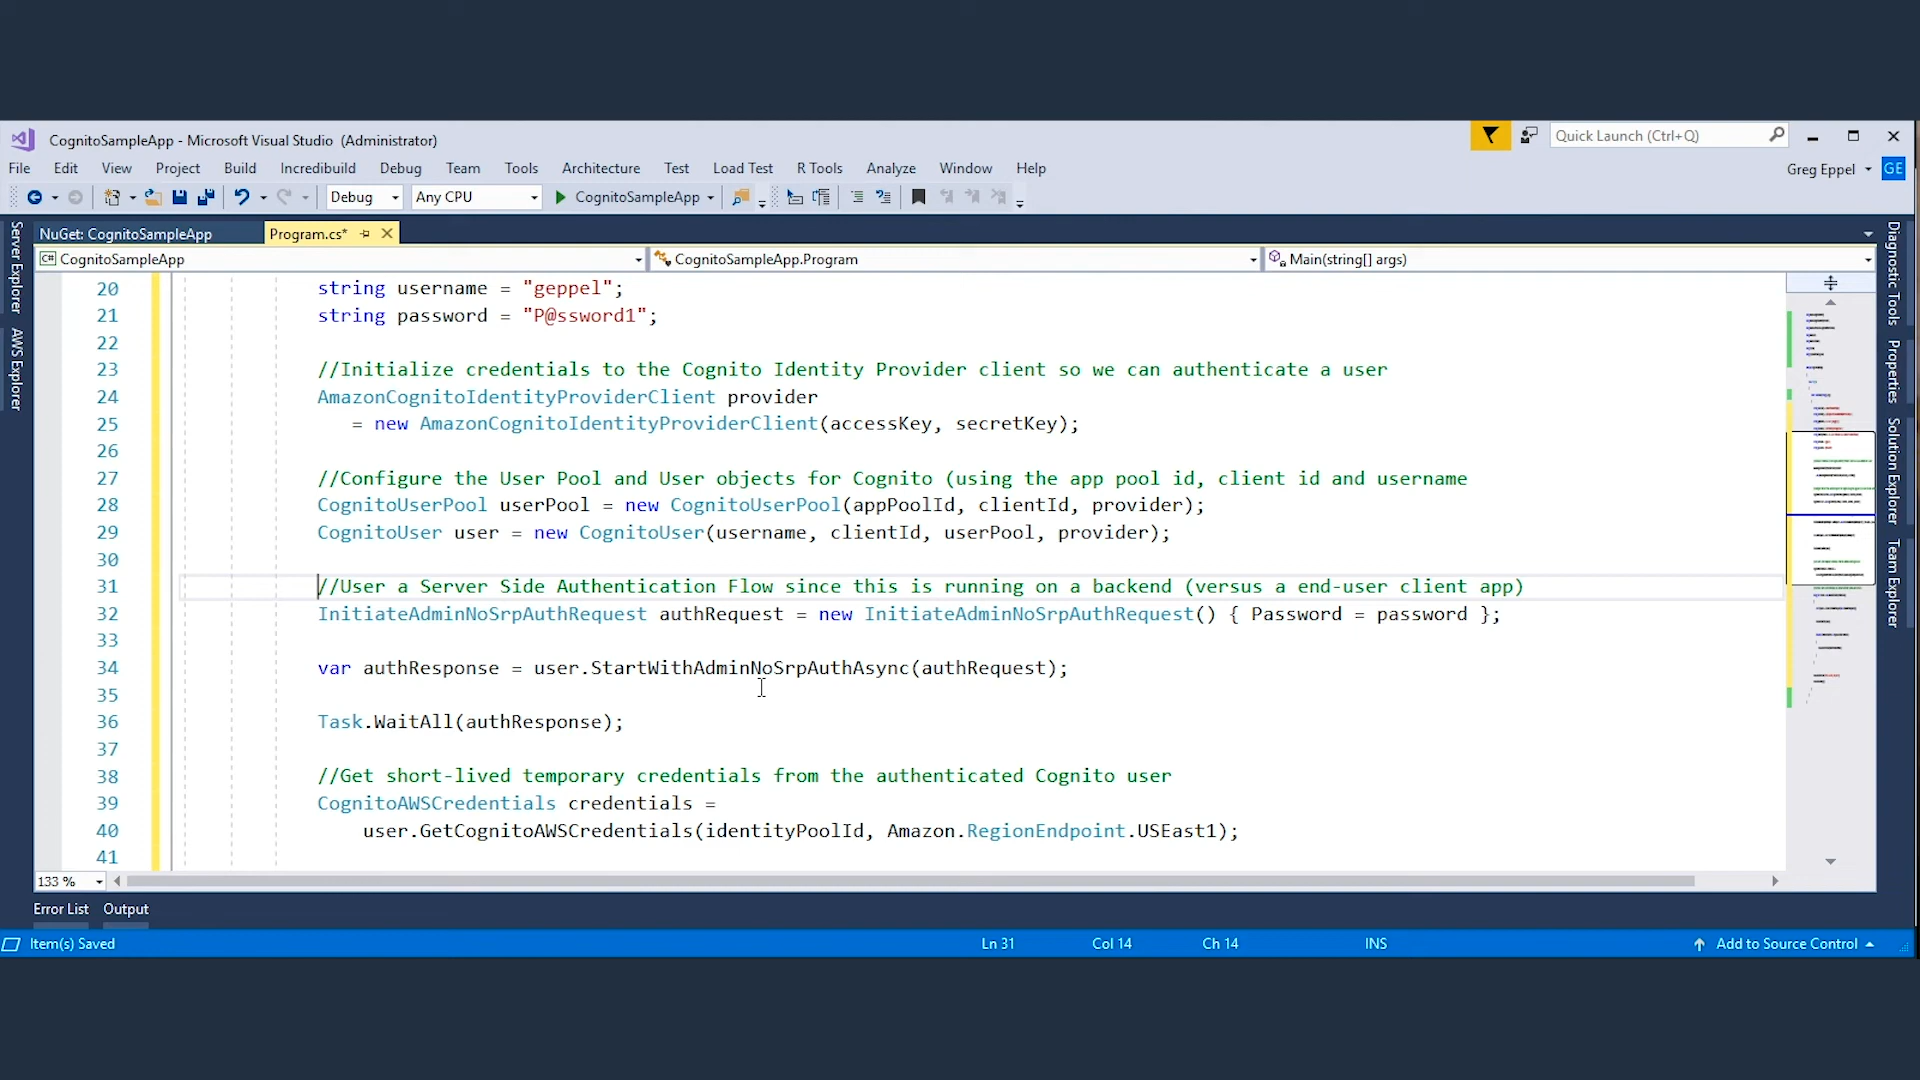 CognitoSampleApp - Microsoft Visual Studio (Administrator)
Quick Launch (Ctrl+Q)
File Edit View Project Build Incredibuild Debug Team Tools Architecture Test Load Test R Tools Analyze Window Help
Greg Eppel GE
Debug Any CPU CognitoSampleApp
NuGet: CognitoSampleApp Program.cs*
C# CognitoSampleApp CognitoSampleApp.Program Main(string[] args)
Server Explorer
AWS Explorer
20 string username = "geppel";
21 string password = "P@ssword1";
22
23 //Initialize credentials to the Cognito Identity Provider client so we can authenticate a user
24 AmazonCognitoIdentityProviderClient provider
25 = new AmazonCognitoIdentityProviderClient(accessKey, secretKey);
26
27 //Configure the User Pool and User objects for Cognito (using the app pool id, client id and username
28 CognitoUserPool userPool = new CognitoUserPool(appPoolId, clientId, provider);
29 CognitoUser user = new CognitoUser(username, clientId, userPool, provider);
30
31 //User a Server Side Authentication Flow since this is running on a backend (versus a end-user client app)
32 InitiateAdminNoSrpAuthRequest authRequest = new InitiateAdminNoSrpAuthRequest() { Password = password };
33
34 var authResponse = user.StartWithAdminNoSrpAuthAsync(authRequest);
35
36 Task.WaitAll(authResponse);
37
38 //Get short-lived temporary credentials from the authenticated Cognito user
39 CognitoAWSCredentials credentials =
40 user.GetCognitoAWSCredentials(identityPoolId, Amazon.RegionEndpoint.USEast1);
41
Diagnostic Tools
Properties
Solution Explorer
Team Explorer
133 %
Error List Output
Item(s) Saved Ln 31 Col 14 Ch 14 INS Add to Source Control